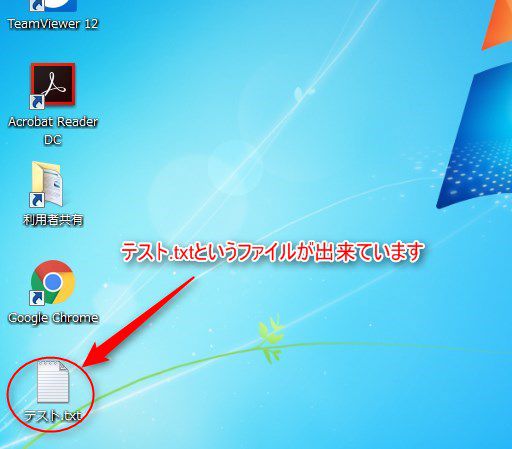 TeamViewer 12
Acrobat Reader
DC
利用者共有
テスト.txtというファイルが出来ています
Google Chrome
テスト.txt